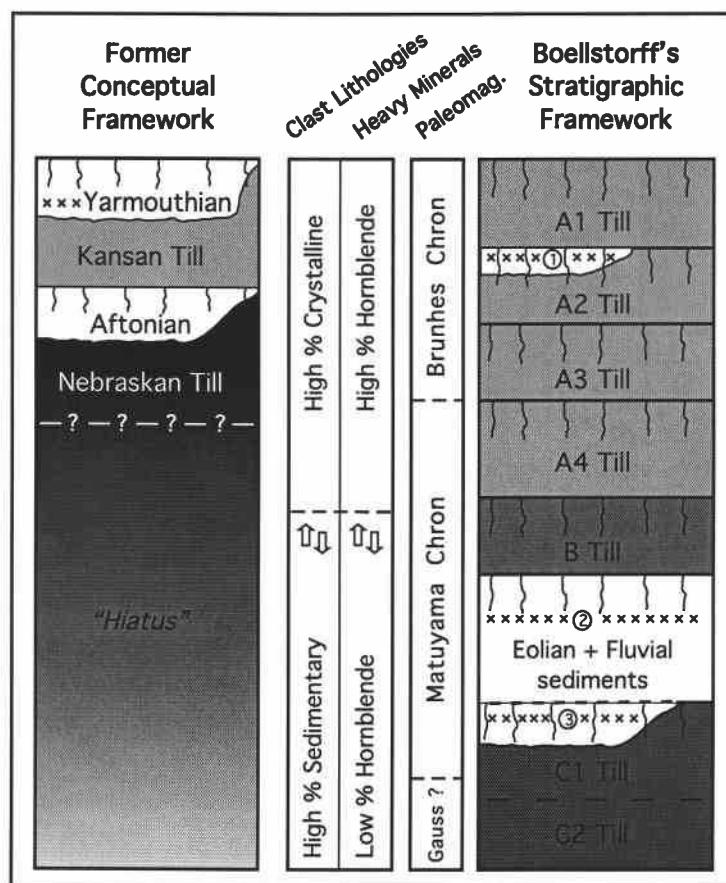 Former
Conceptual
Framework
Clast Lithologies
Heavy Minerals
Paleomag.
Boellstorff's
Stratigraphic
Framework
×××Yarmouthian
Kansan Till
Aftonian
Nebraskan Till
— ? — ? — ? — ? —
"Hiatus"
High % Crystalline
High % Sedimentary
High % Hornblende
Low % Hornblende
Brunhes Chron
Matuyama Chron
Gauss ?
A1 Till
①
A2 Till
A3 Till
A4 Till
B Till
②
Eolian + Fluvial
sediments
③
C1 Till
C2 Till